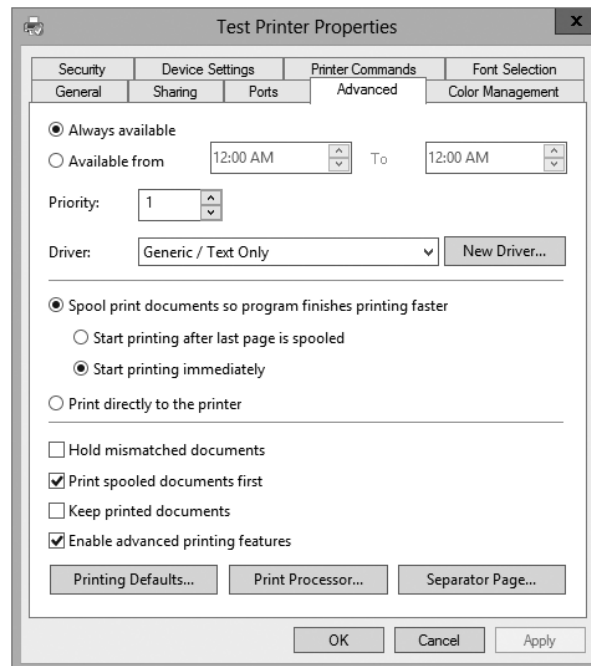 Test Printer Properties
x
Security Device Settings Printer Commands Font Selection
General Sharing Ports Advanced Color Management
Always available
Available from 12:00 AM To 12:00 AM
Priority: 1
Driver: Generic / Text Only New Driver...
Spool print documents so program finishes printing faster
Start printing after last page is spooled
Start printing immediately
Print directly to the printer
Hold mismatched documents
Print spooled documents first
Keep printed documents
Enable advanced printing features
Printing Defaults... Print Processor... Separator Page...
OK Cancel Apply